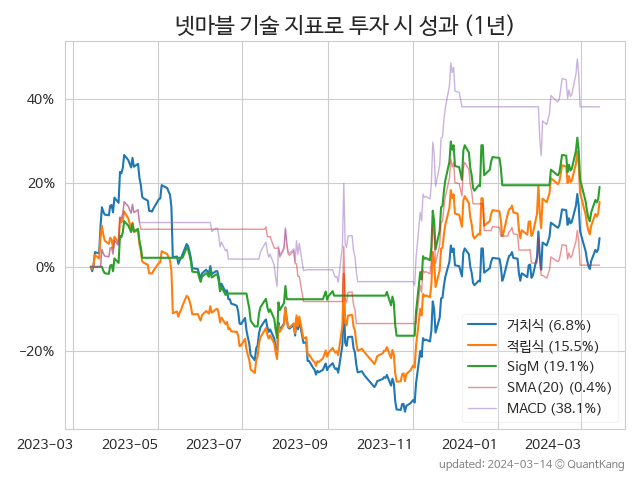 넷마블 기술 지표로 투자 시 성과 (1년)
40%
20%
0%
−20%
거치식 (6.8%)
적립식 (15.5%)
SigM (19.1%)
SMA(20) (0.4%)
MACD (38.1%)
2023-03 2023-05 2023-07 2023-09 2023-11 2024-01 2024-03
updated: 2024-03-14 ⓒ QuantKang